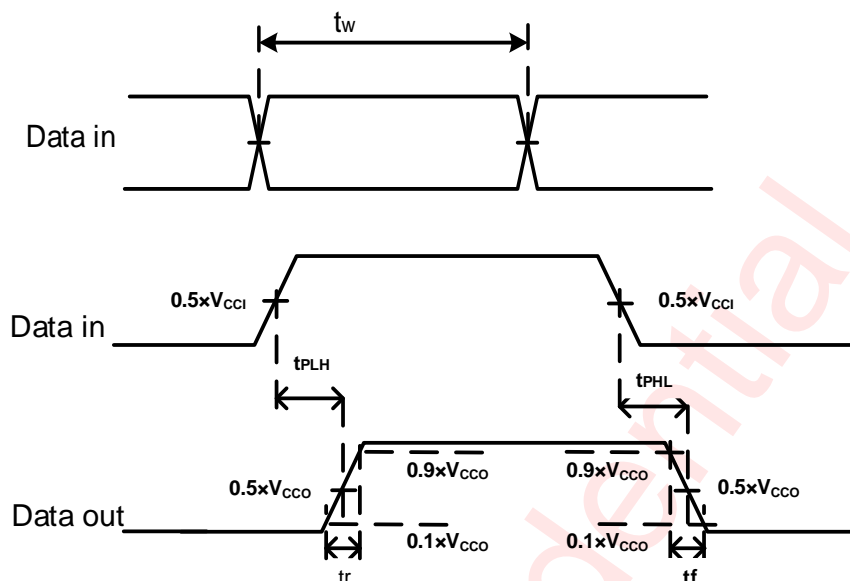 tW
Data in
0.5×VCCI 0.5×VCCI
Data in
tPLH tPHL
0.9×VCCO 0.9×VCCO
0.5×VCCO 0.5×VCCO
Data out
0.1×VCCO 0.1×VCCO
tr tf
dential